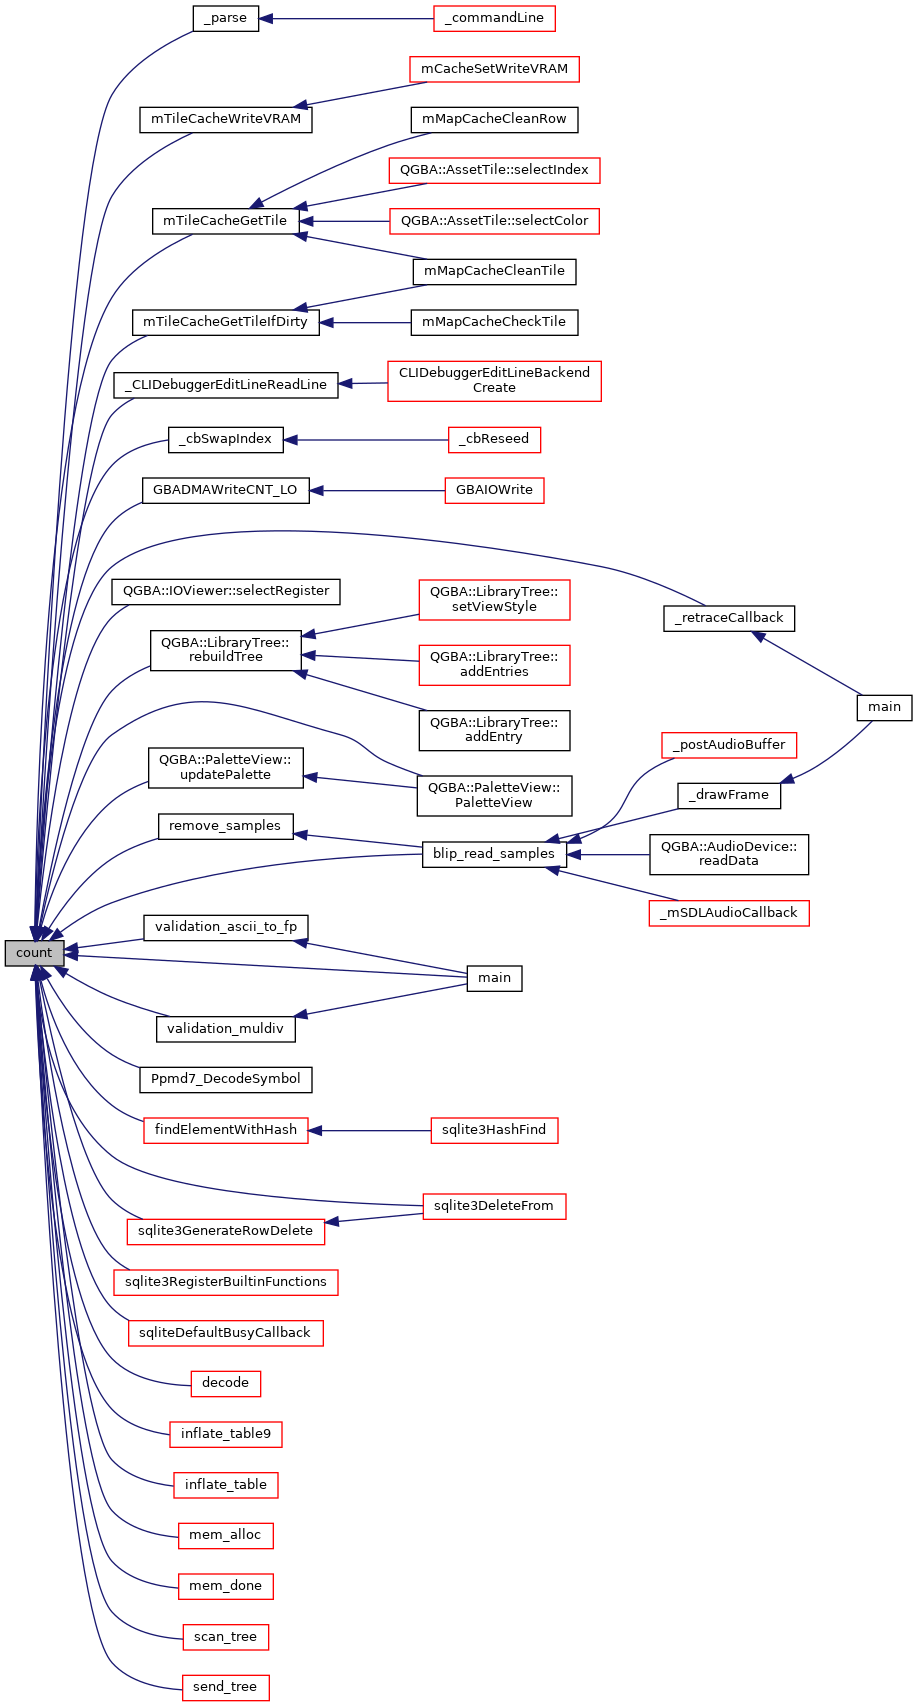 _parse
_commandLine
mCacheSetWriteVRAM
mTileCacheWriteVRAM
mMapCacheCleanRow
QGBA::AssetTile::selectIndex
mTileCacheGetTile
QGBA::AssetTile::selectColor
mMapCacheCleanTile
mTileCacheGetTileIfDirty
mMapCacheCheckTile
_CLIDebuggerEditLineReadLine
CLIDebuggerEditLineBackend
Create
_cbSwapIndex
_cbReseed
GBADMAWriteCNT_LO
GBAIOWrite
QGBA::IOViewer::selectRegister
QGBA::LibraryTree::
setViewStyle
_retraceCallback
QGBA::LibraryTree::
rebuildTree
QGBA::LibraryTree::
addEntries
main
QGBA::LibraryTree::
addEntry
_postAudioBuffer
QGBA::PaletteView::
updatePalette
QGBA::PaletteView::
PaletteView
_drawFrame
remove_samples
blip_read_samples
QGBA::AudioDevice::
readData
_mSDLAudioCallback
validation_ascii_to_fp
count
main
validation_muldiv
Ppmd7_DecodeSymbol
findElementWithHash
sqlite3HashFind
sqlite3DeleteFrom
sqlite3GenerateRowDelete
sqlite3RegisterBuiltinFunctions
sqliteDefaultBusyCallback
decode
inflate_table9
inflate_table
mem_alloc
mem_done
scan_tree
send_tree